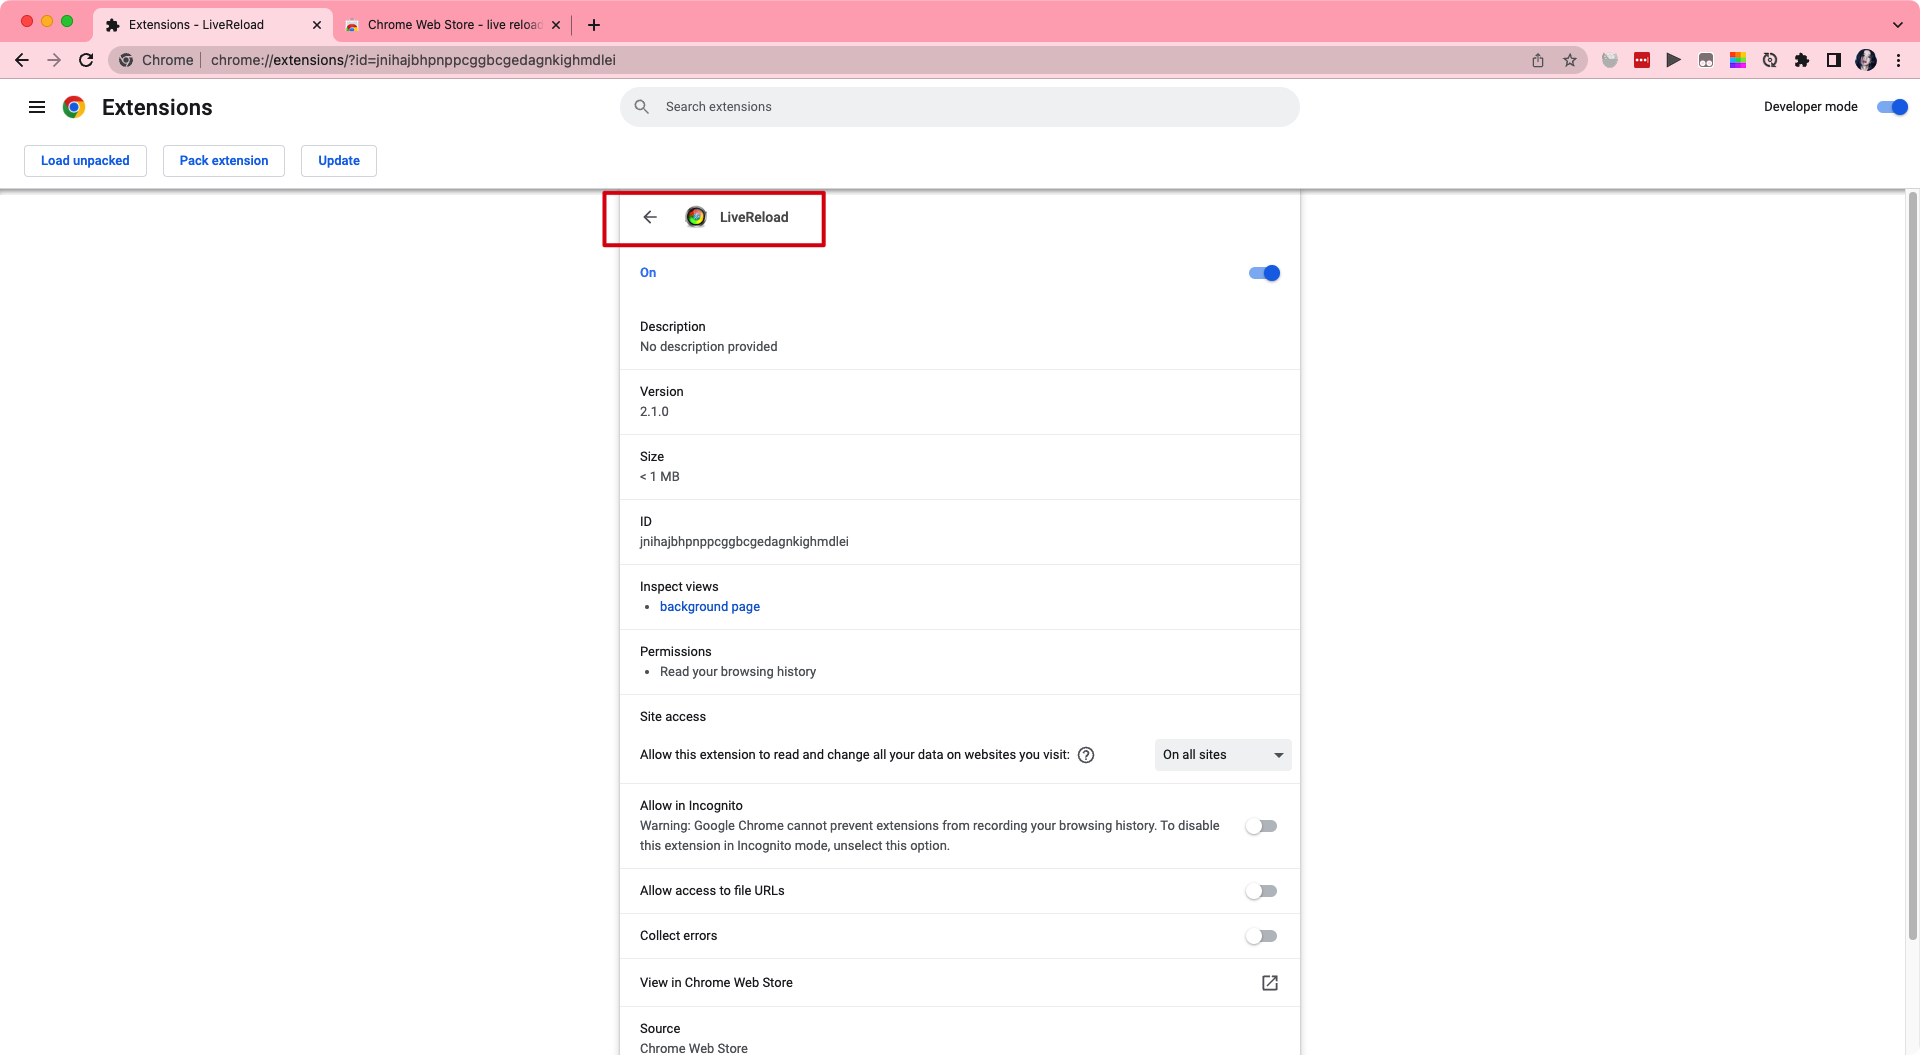 Extensions - LiveReload
Chrome Web Store - live reload
Chrome
chrome://extensions/?id=jnihajbhpnppcggbcgedagnkighmdlei
Extensions
Search extensions
Developer mode
Load unpacked
Pack extension
Update
LiveReload
On
Description
No description provided
Version
2.1.0
Size
< 1 MB
ID
jnihajbhpnppcggbcgedagnkighmdlei
Inspect views
• background page
Permissions
• Read your browsing history
Site access
Allow this extension to read and change all your data on websites you visit:
On all sites
Allow in Incognito
Warning: Google Chrome cannot prevent extensions from recording your browsing history. To disable
this extension in Incognito mode, unselect this option.
Allow access to file URLs
Collect errors
View in Chrome Web Store
Source
Chrome Web Store